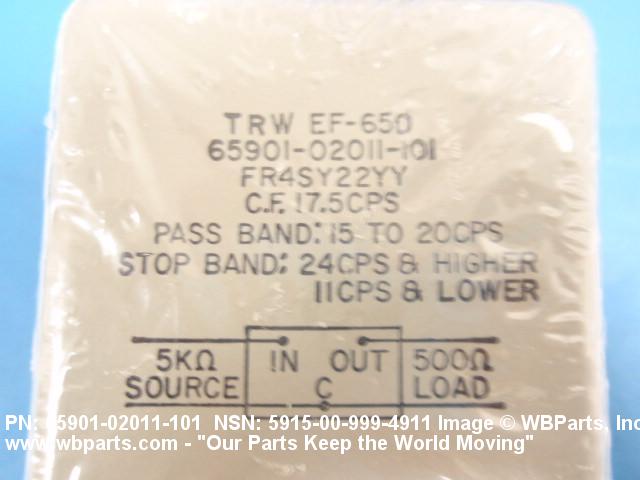 TRW EF-650
65901-02011-101
FR4SY22YY
C.F. 17.5CPS
PASS BAND: 15 TO 20CPS
STOP BAND: 24CPS & HIGHER
11CPS & LOWER
5KΩ IN OUT 500Ω
SOURCE C LOAD
PN: 65901-02011-101 NSN: 5915-00-999-4911 Image © WBParts, Inc
www.wbparts.com - "Our Parts Keep the World Moving"